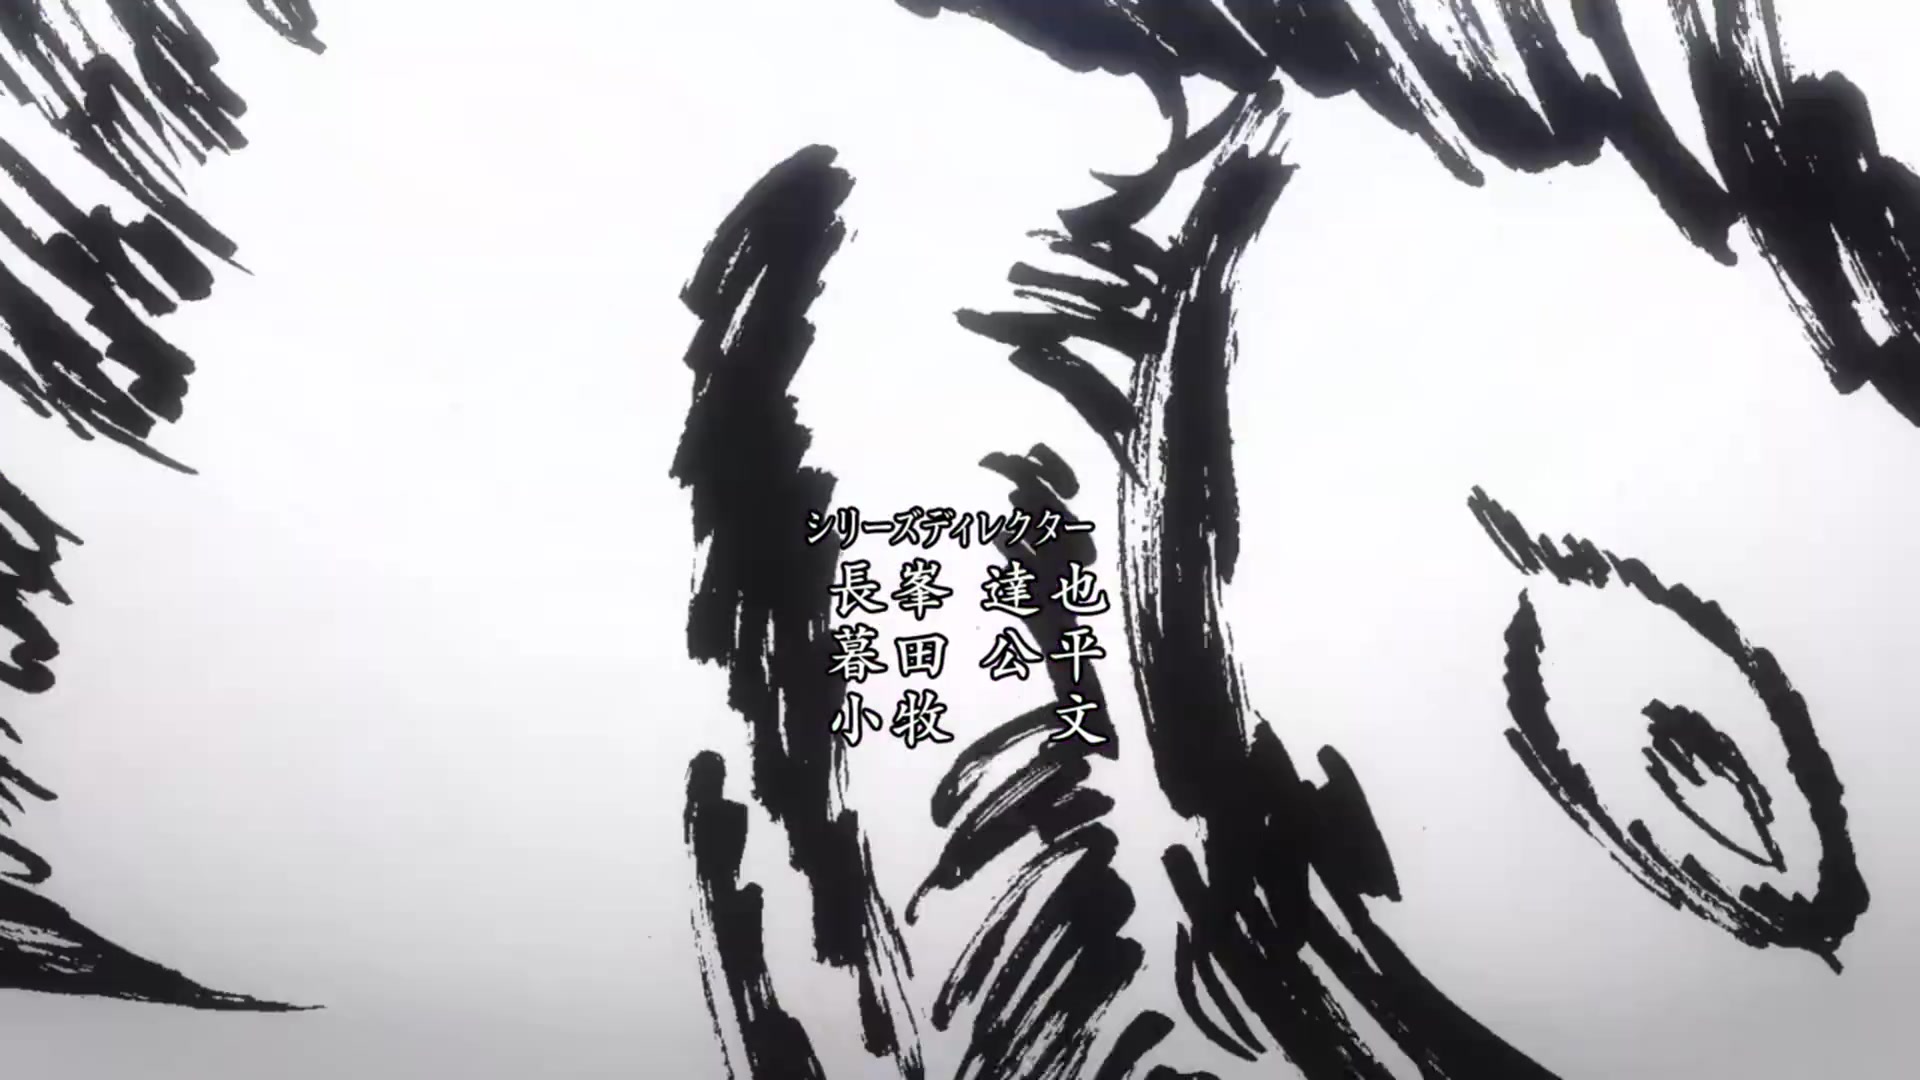 シリーズディレクター
長峯 達也
暮田 公平
小牧 文